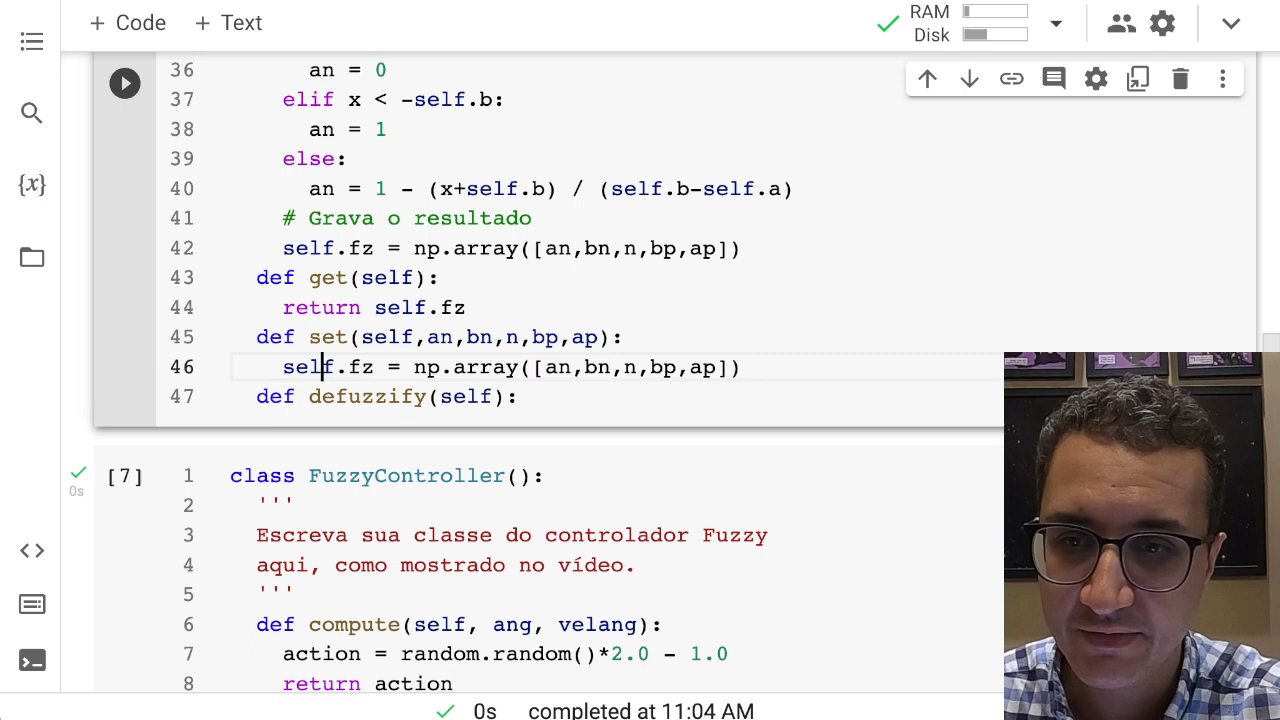 + Code + Text
RAM
Disk
36 an = 0
37 elif x < -self.b:
38 an = 1
39 else:
40 an = 1 - (x+self.b) / (self.b-self.a)
41 # Grava o resultado
42 self.fz = np.array([an,bn,n,bp,ap])
43 def get(self):
44 return self.fz
45 def set(self,an,bn,n,bp,ap):
46 self.fz = np.array([an,bn,n,bp,ap])
47 def defuzzify(self):
[7] 1 class FuzzyController():
0s
2 '''
3 Escreva sua classe do controlador Fuzzy
4 aqui, como mostrado no vídeo.
5 '''
6 def compute(self, ang, velang):
7 action = random.random()*2.0 - 1.0
8 return action
0s completed at 11:04 AM